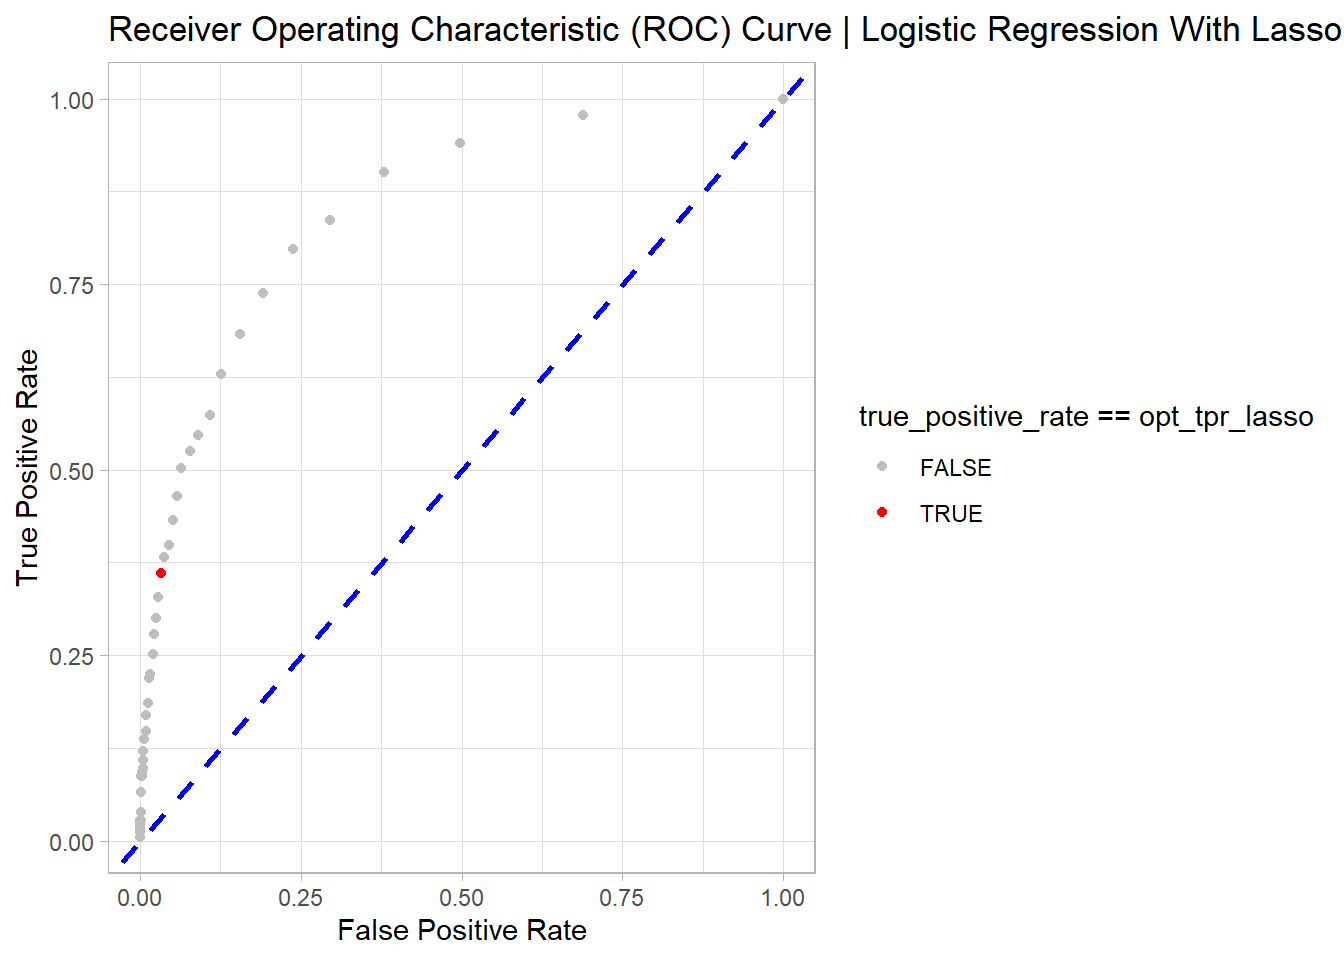 Receiver Operating Characteristic (ROC) Curve | Logistic Regression With Lasso
1.00
0.75
0.50
0.25
0.00
True Positive Rate
0.00 0.25 0.50 0.75 1.00
False Positive Rate
true_positive_rate == opt_tpr_lasso
FALSE
TRUE